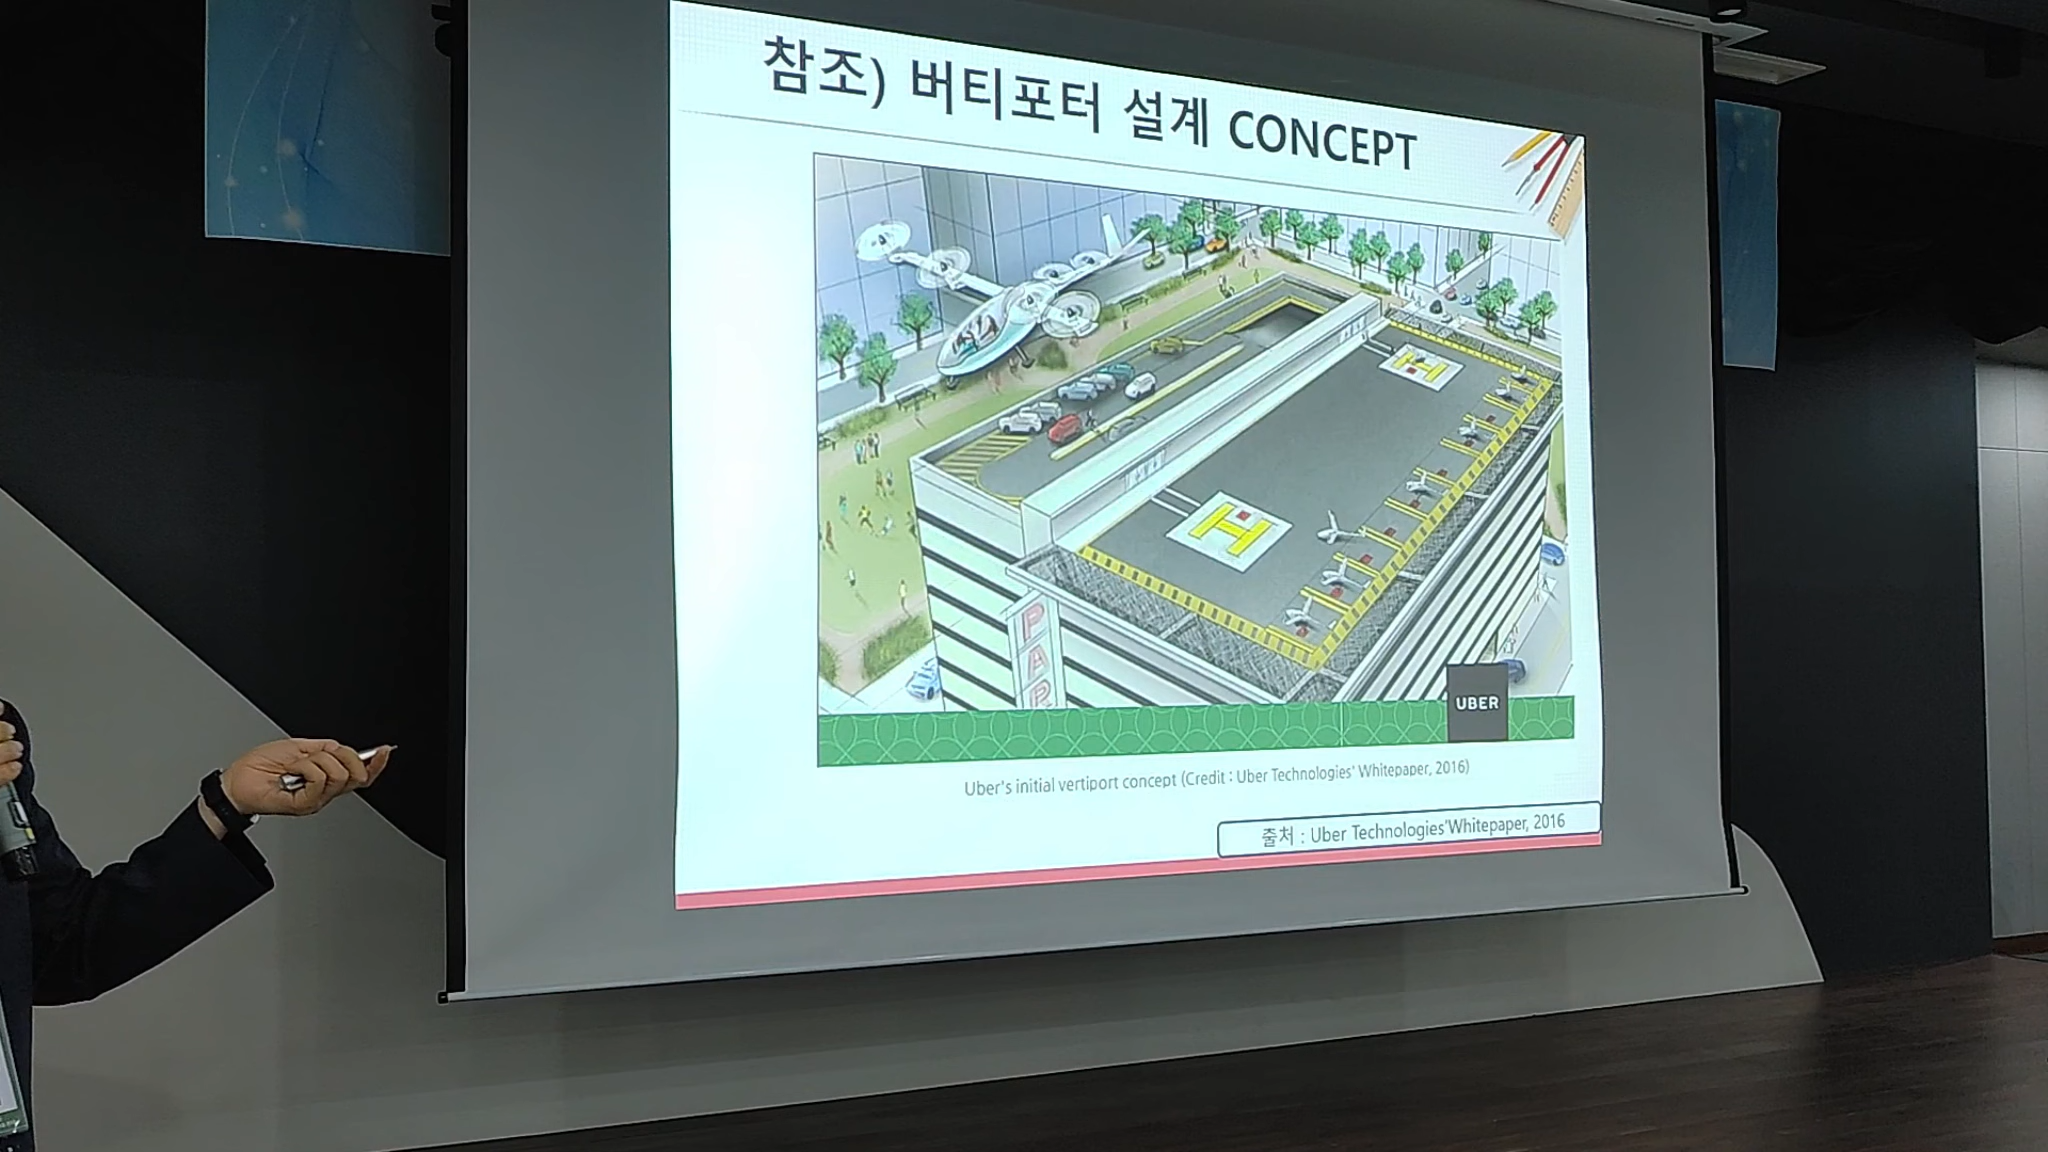 참조) 버티포터 설계 CONCEPT
H
H
PAR
UBER
Uber's initial vertiport concept (Credit : Uber Technologies' Whitepaper, 2016)
출처 : Uber Technologies'Whitepaper, 2016